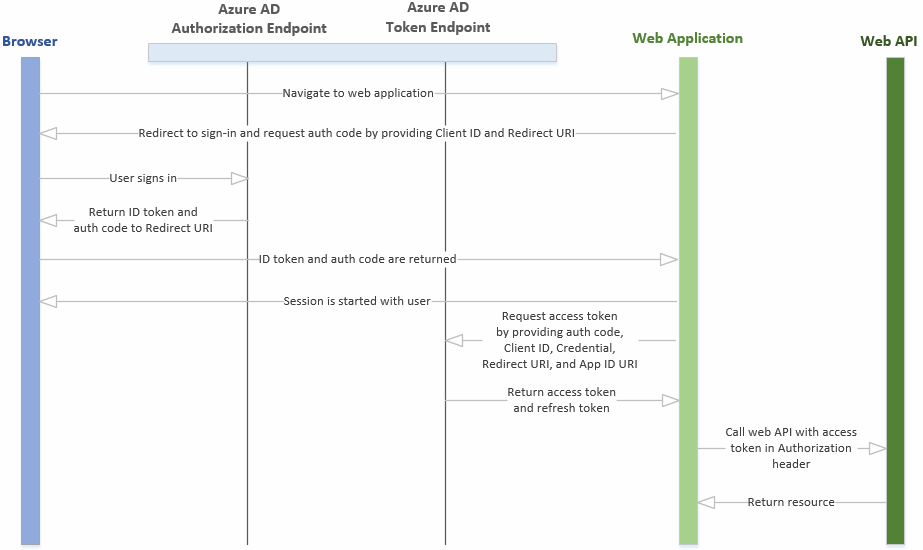 Azure AD
Authorization Endpoint
Azure AD
Token Endpoint
Browser
Web Application
Web API
Navigate to web application
Redirect to sign-in and request auth code by providing Client ID and Redirect URI
User signs in
Return ID token and
auth code to Redirect URI
ID token and auth code are returned
Session is started with user
Request access token
by providing auth code,
Client ID, Credential,
Redirect URI, and App ID URI
Return access token
and refresh token
Call web API with access
token in Authorization
header
Return resource